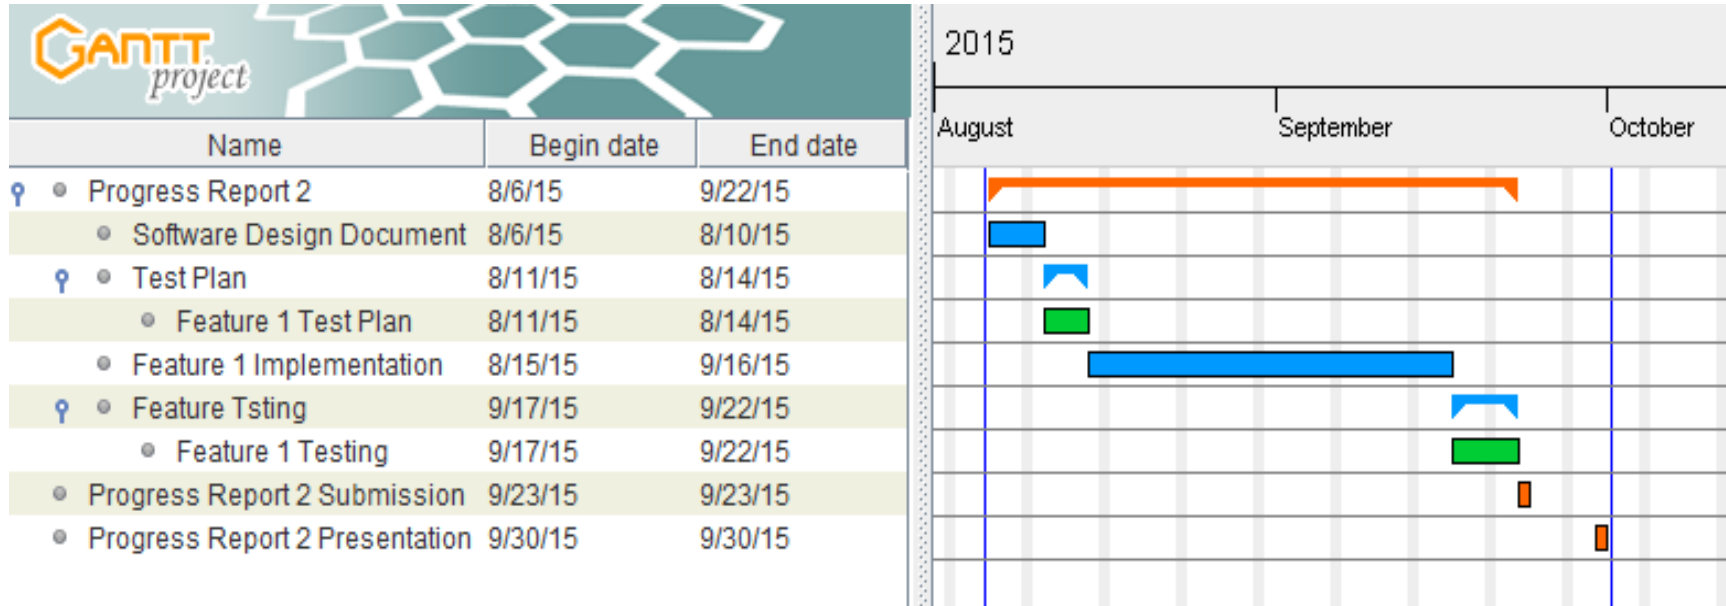 GANTT
project
2015
August September October
Name Begin date End date
Progress Report 2 8/6/15 9/22/15
Software Design Document 8/6/15 8/10/15
Test Plan 8/11/15 8/14/15
Feature 1 Test Plan 8/11/15 8/14/15
Feature 1 Implementation 8/15/15 9/16/15
Feature Tsting 9/17/15 9/22/15
Feature 1 Testing 9/17/15 9/22/15
Progress Report 2 Submission 9/23/15 9/23/15
Progress Report 2 Presentation 9/30/15 9/30/15